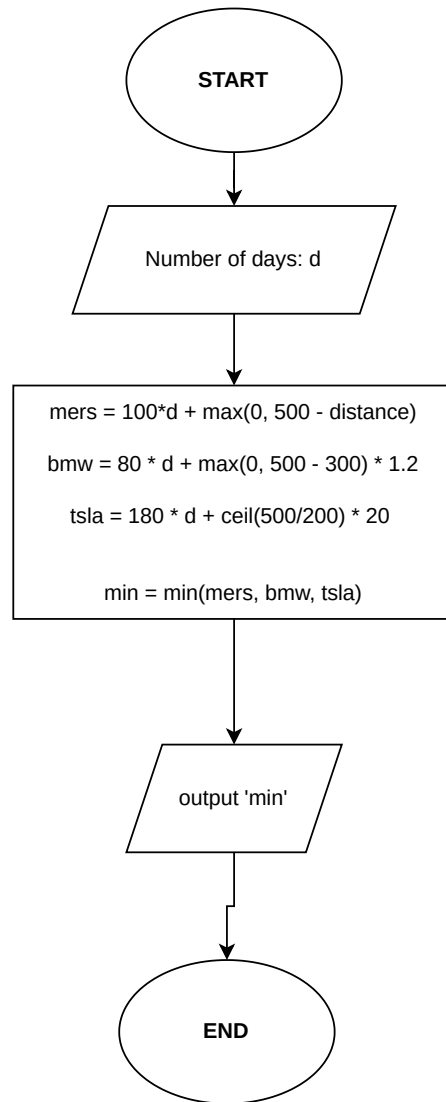 START
Number of days: d
mers = 100*d + max(0, 500 - distance)
bmw = 80 * d + max(0, 500 - 300) * 1.2
tsla = 180 * d + ceil(500/200) * 20
min = min(mers, bmw, tsla)
output 'min'
END